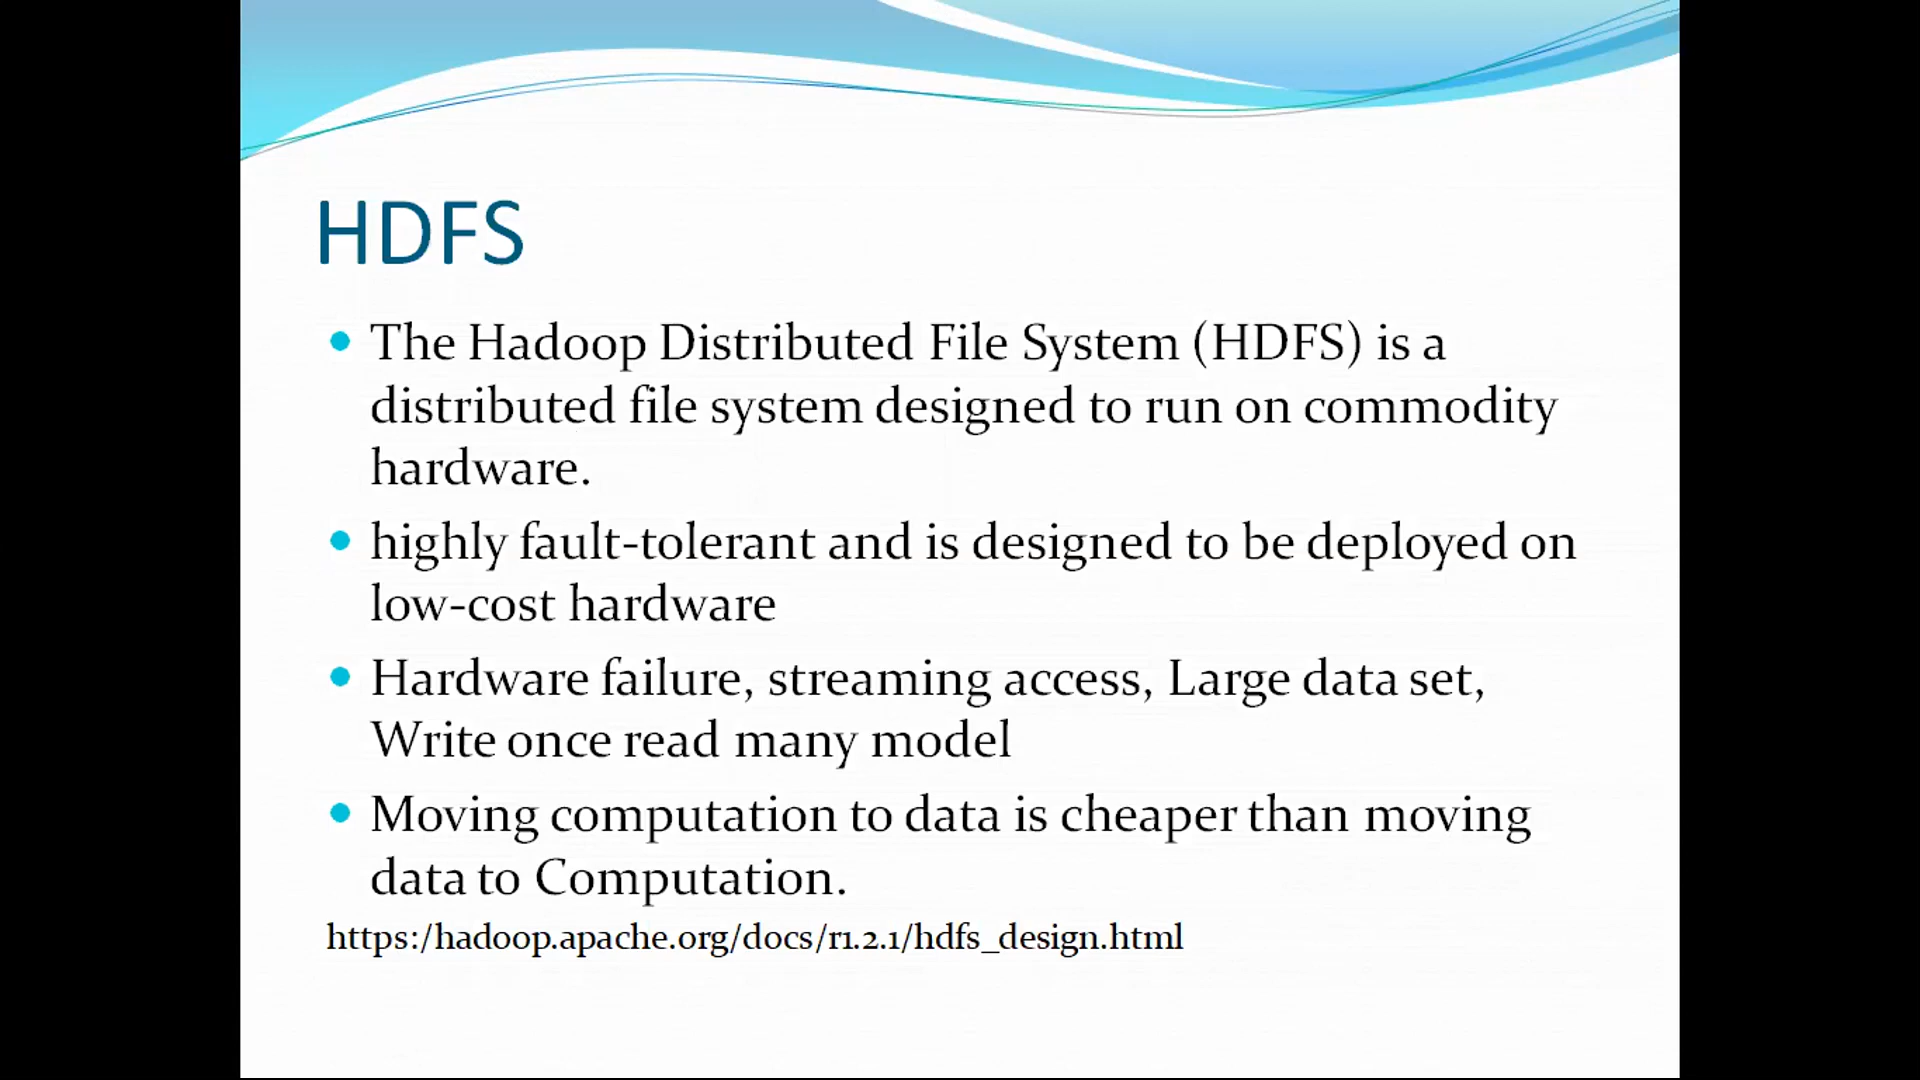 HDFS
The Hadoop Distributed File System (HDFS) is a
distributed file system designed to run on commodity
hardware.
highly fault-tolerant and is designed to be deployed on
low-cost hardware
Hardware failure, streaming access, Large data set,
Write once read many model
Moving computation to data is cheaper than moving
data to Computation.
https:/hadoop.apache.org/docs/r1.2.1/hdfs_design.html